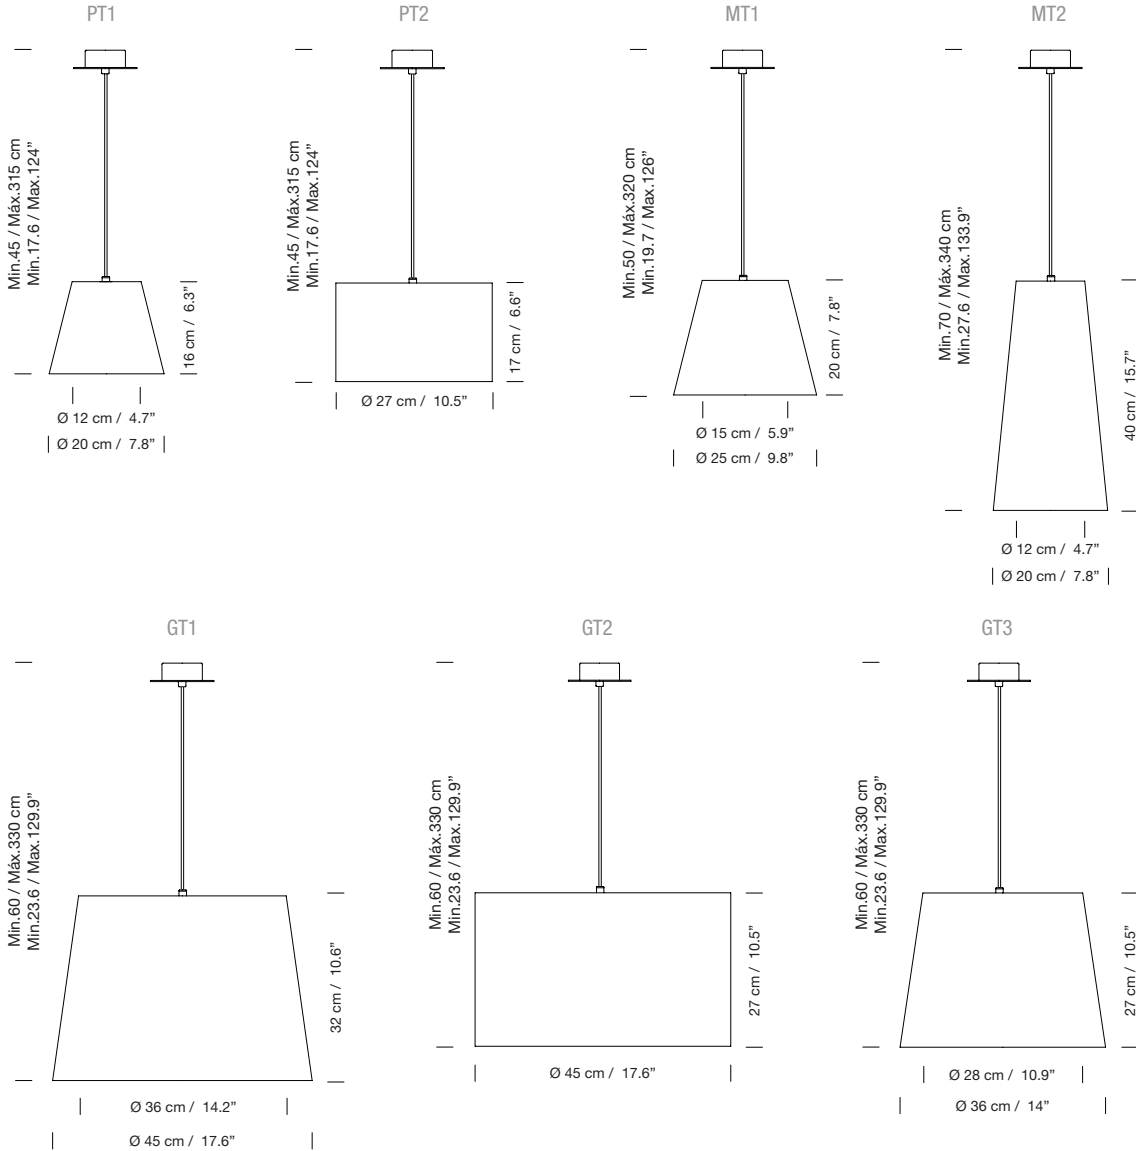 PT1
Min.45 / Máx.315 cm
Min.17.6 / Max.124”
16 cm / 6.3”
Ø 12 cm / 4.7”
Ø 20 cm / 7.8”
PT2
Min.45 / Máx.315 cm
Min.17.6 / Max.124”
17 cm / 6.6”
Ø 27 cm / 10.5”
MT1
Min.50 / Máx.320 cm
Min.19.7 / Max.126”
20 cm / 7.8”
Ø 15 cm / 5.9”
Ø 25 cm / 9.8”
MT2
Min.70 / Máx.340 cm
Min.27.6 / Max.133.9”
40 cm / 15.7”
Ø 12 cm / 4.7”
Ø 20 cm / 7.8”
GT1
Min.60 / Máx.330 cm
Min.23.6 / Max.129.9”
32 cm / 10.6”
Ø 36 cm / 14.2”
Ø 45 cm / 17.6”
GT2
Min.60 / Máx.330 cm
Min.23.6 / Max.129.9”
27 cm / 10.5”
Ø 45 cm / 17.6”
GT3
Min.60 / Máx.330 cm
Min.23.6 / Max.129.9”
27 cm / 10.5”
Ø 28 cm / 10.9”
Ø 36 cm / 14”